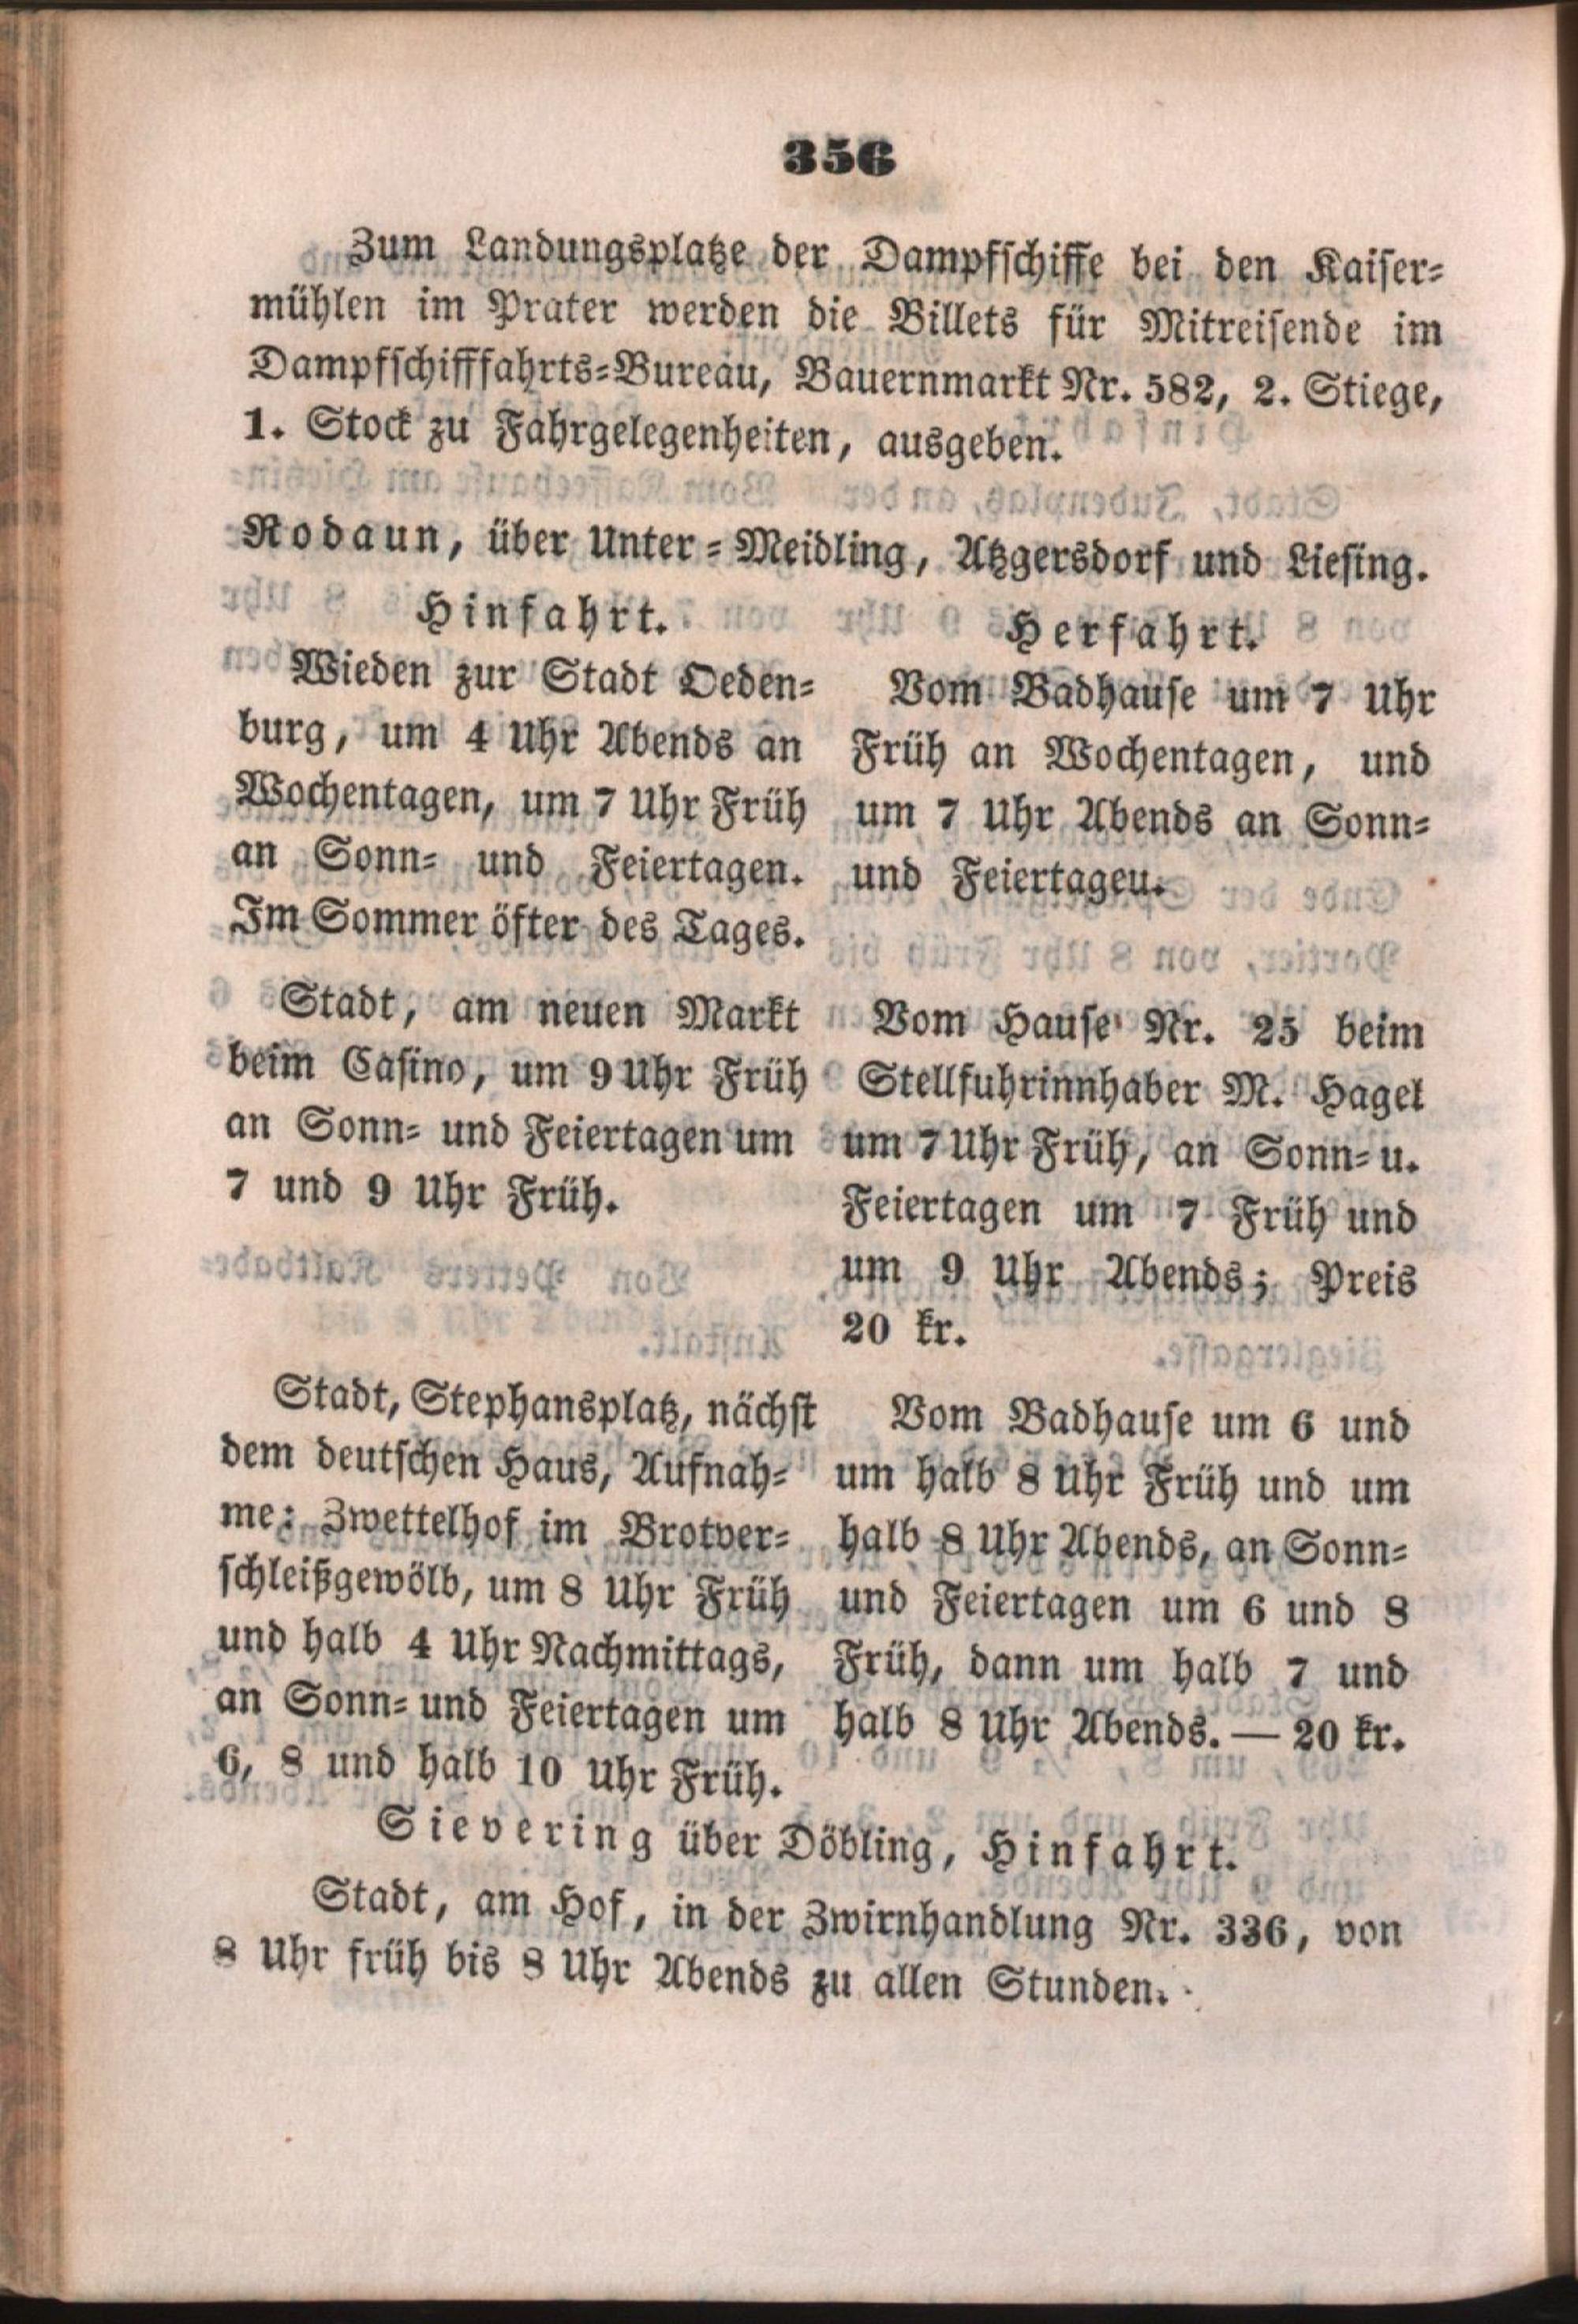 356
Zum Landungsplatze der Dampfschiffe bei den Kaiser-
mühlen im Prater werden die Billets für Mitreisende im
Dampfschifffahrts-Bureau, Bauernmarkt Nr. 582, 2. Stiege,
1. Stock zu Fahrgelegenheiten, ausgeben.
Rodaun, über Unter-Meidling, Atzgersdorf und Liesing.
Hinfahrt.
Wieden zur Stadt Oeden-
burg, um 4 Uhr Abends an
Wochentagen, um 7 Uhr Früh
an Sonn- und Feiertagen.
Im Sommer öfter des Tages.
Herfahrt.
Vom Badhause um 7 Uhr
Früh an Wochentagen, und
um 7 Uhr Abends an Sonn-
und Feiertageu.
Stadt, am neuen Markt
beim Casino, um 9 Uhr Früh
an Sonn- und Feiertagen um
7 und 9 Uhr Früh.
Vom Hause Nr. 25 beim
Stellfuhrinnhaber M. Hagel
um 7 Uhr Früh, an Sonn- u.
Feiertagen um 7 Früh und
um 9 Uhr Abends; Preis
20 kr.
Stadt, Stephansplatz, nächst
dem deutschen Haus, Aufnah-
me: Zwettelhof im Brotver-
schleißgewölb, um 8 Uhr Früh
und halb 4 Uhr Nachmittags,
an Sonn- und Feiertagen um
6, 8 und halb 10 Uhr Früh.
Vom Badhause um 6 und
um halb 8 Uhr Früh und um
halb 8 Uhr Abends, an Sonn-
und Feiertagen um 6 und 8
Früh, dann um halb 7 und
halb 8 Uhr Abends. — 20 kr.
Sievering über Döbling, Hinfahrt.
Stadt, am Hof, in der Zwirnhandlung Nr. 336, von
8 Uhr früh bis 8 Uhr Abends zu allen Stunden.